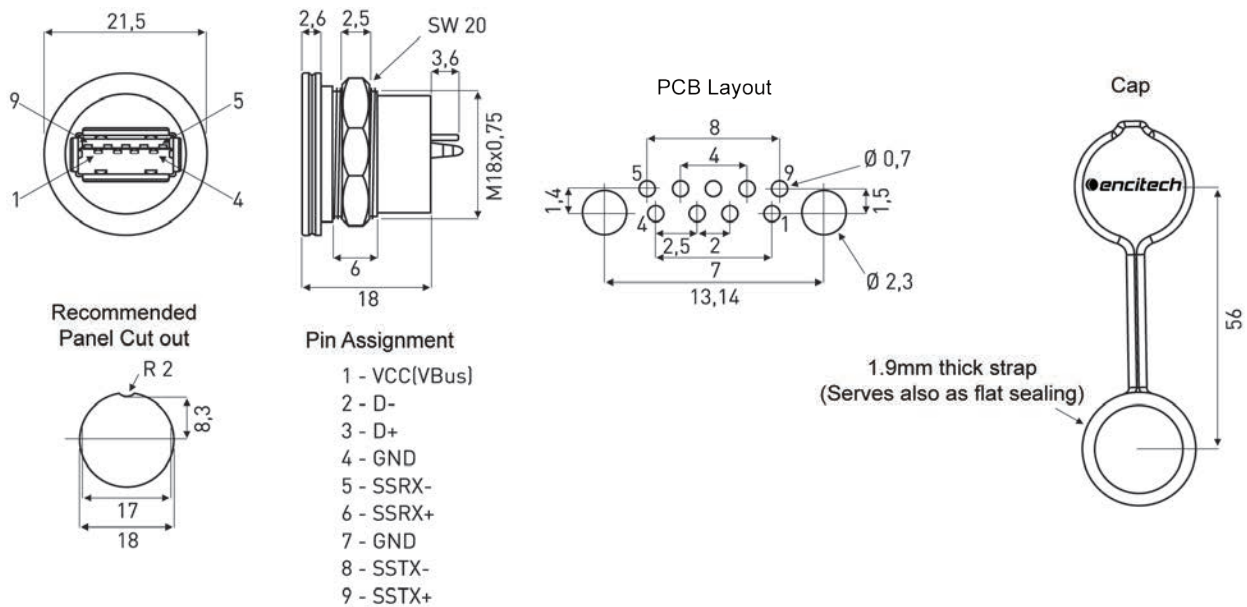 21,5
9
5
1
4
2,6
2,5
SW 20
3,6
M18x0,75
6
18
PCB Layout
8
4
5
9
Ø 0,7
1,4
1,5
4
1
2,5
2
7
13,14
Ø 2,3
Cap
encitech
56
1.9mm thick strap
(Serves also as flat sealing)
Recommended
Panel Cut out
R 2
8,3
17
18
Pin Assignment
1 - VCC(VBus)
2 - D-
3 - D+
4 - GND
5 - SSRX-
6 - SSRX+
7 - GND
8 - SSTX-
9 - SSTX+